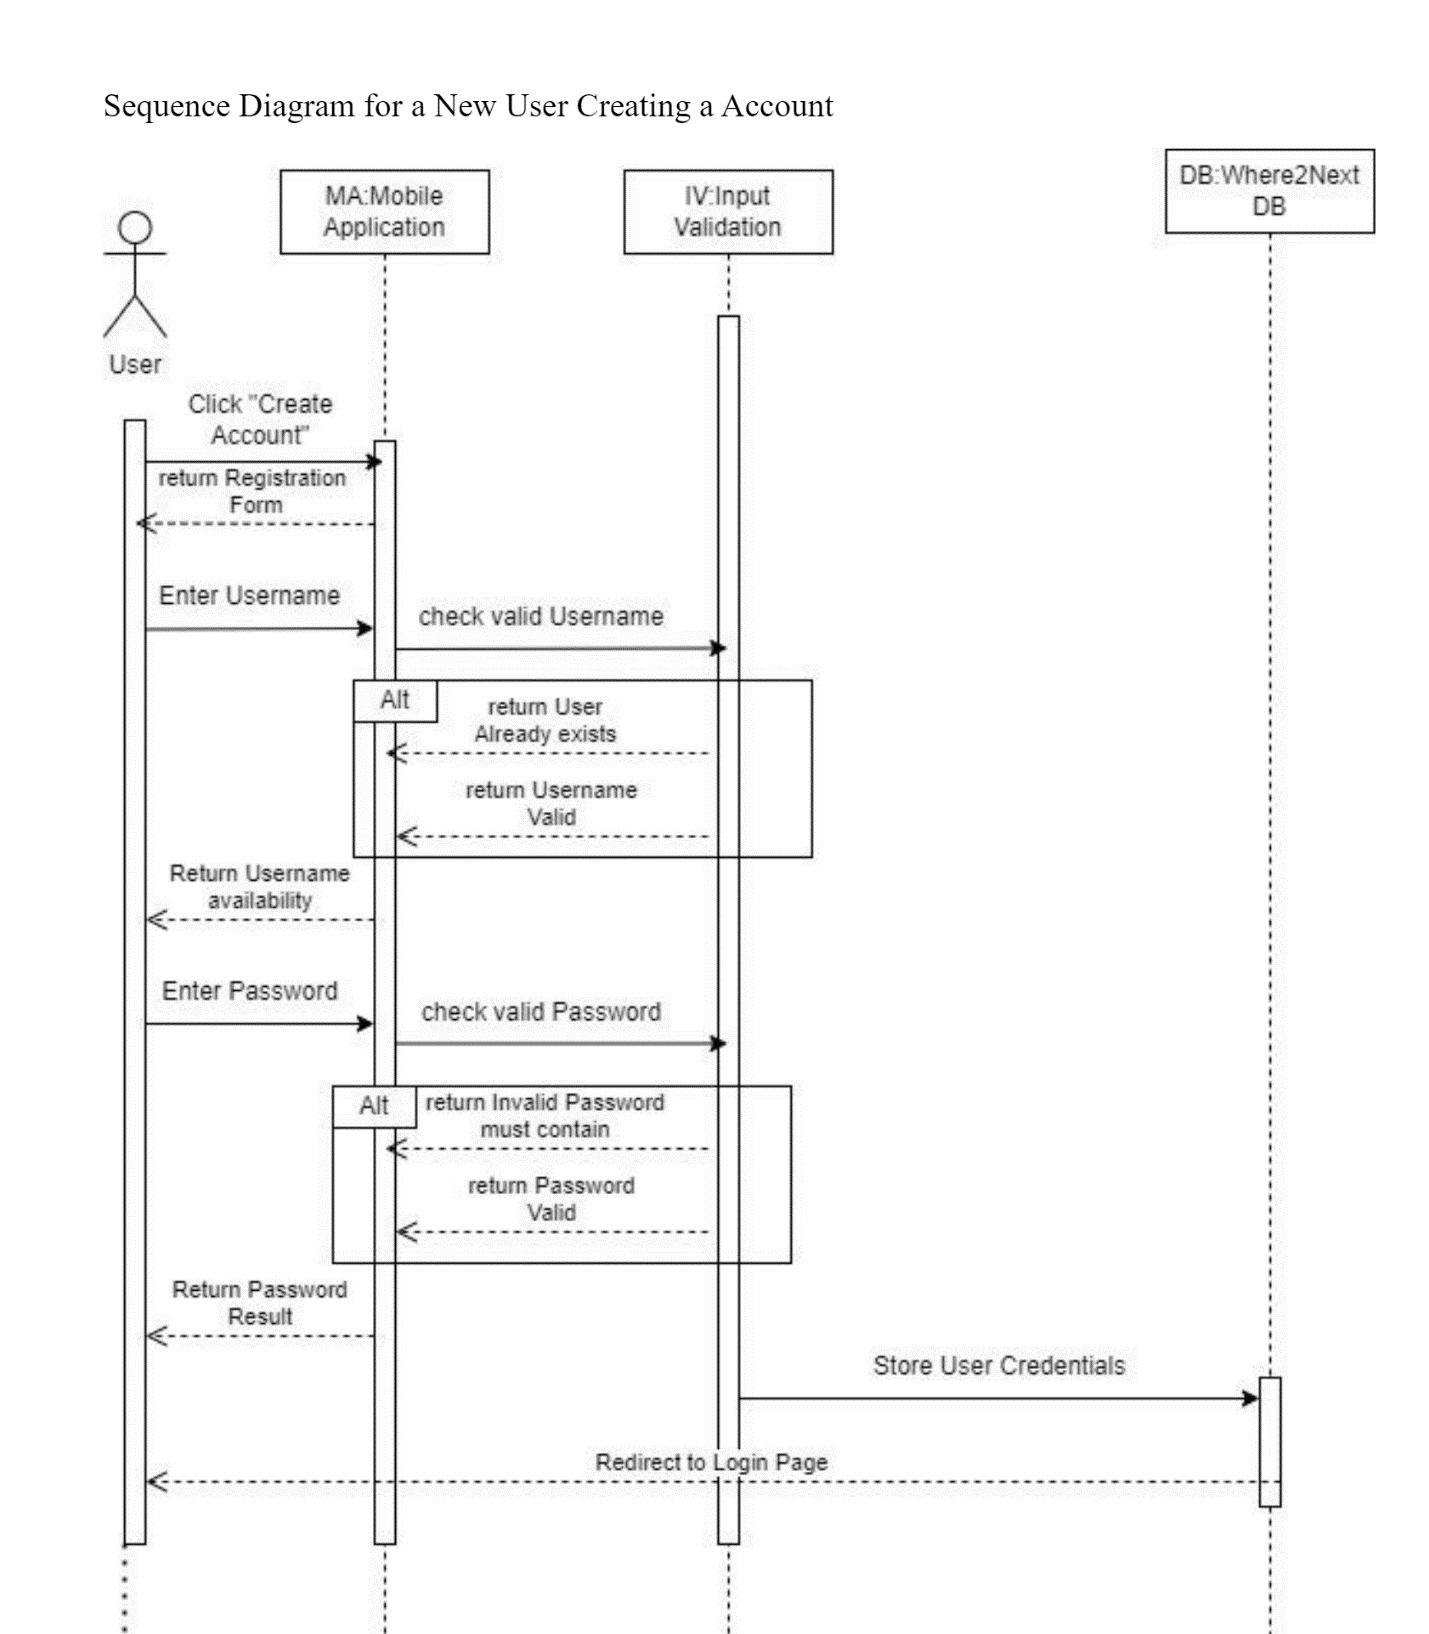 Sequence Diagram for a New User Creating a Account
MA:Mobile
Application
IV:Input
Validation
DB:Where2Next
DB
User
Click "Create
Account"
return Registration
Form
Enter Username
check valid Username
Alt
return User
Already exists
return Username
Valid
Return Username
availability
Enter Password
check valid Password
Alt
return Invalid Password
must contain
return Password
Valid
Return Password
Result
Store User Credentials
Redirect to Login Page